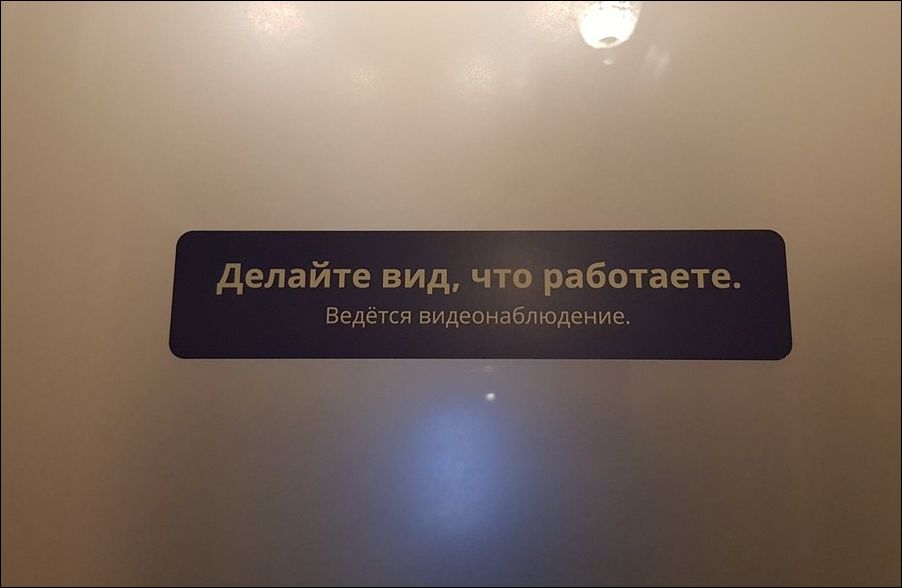 Делайте вид, что работаете.
Ведётся видеонаблюдение.